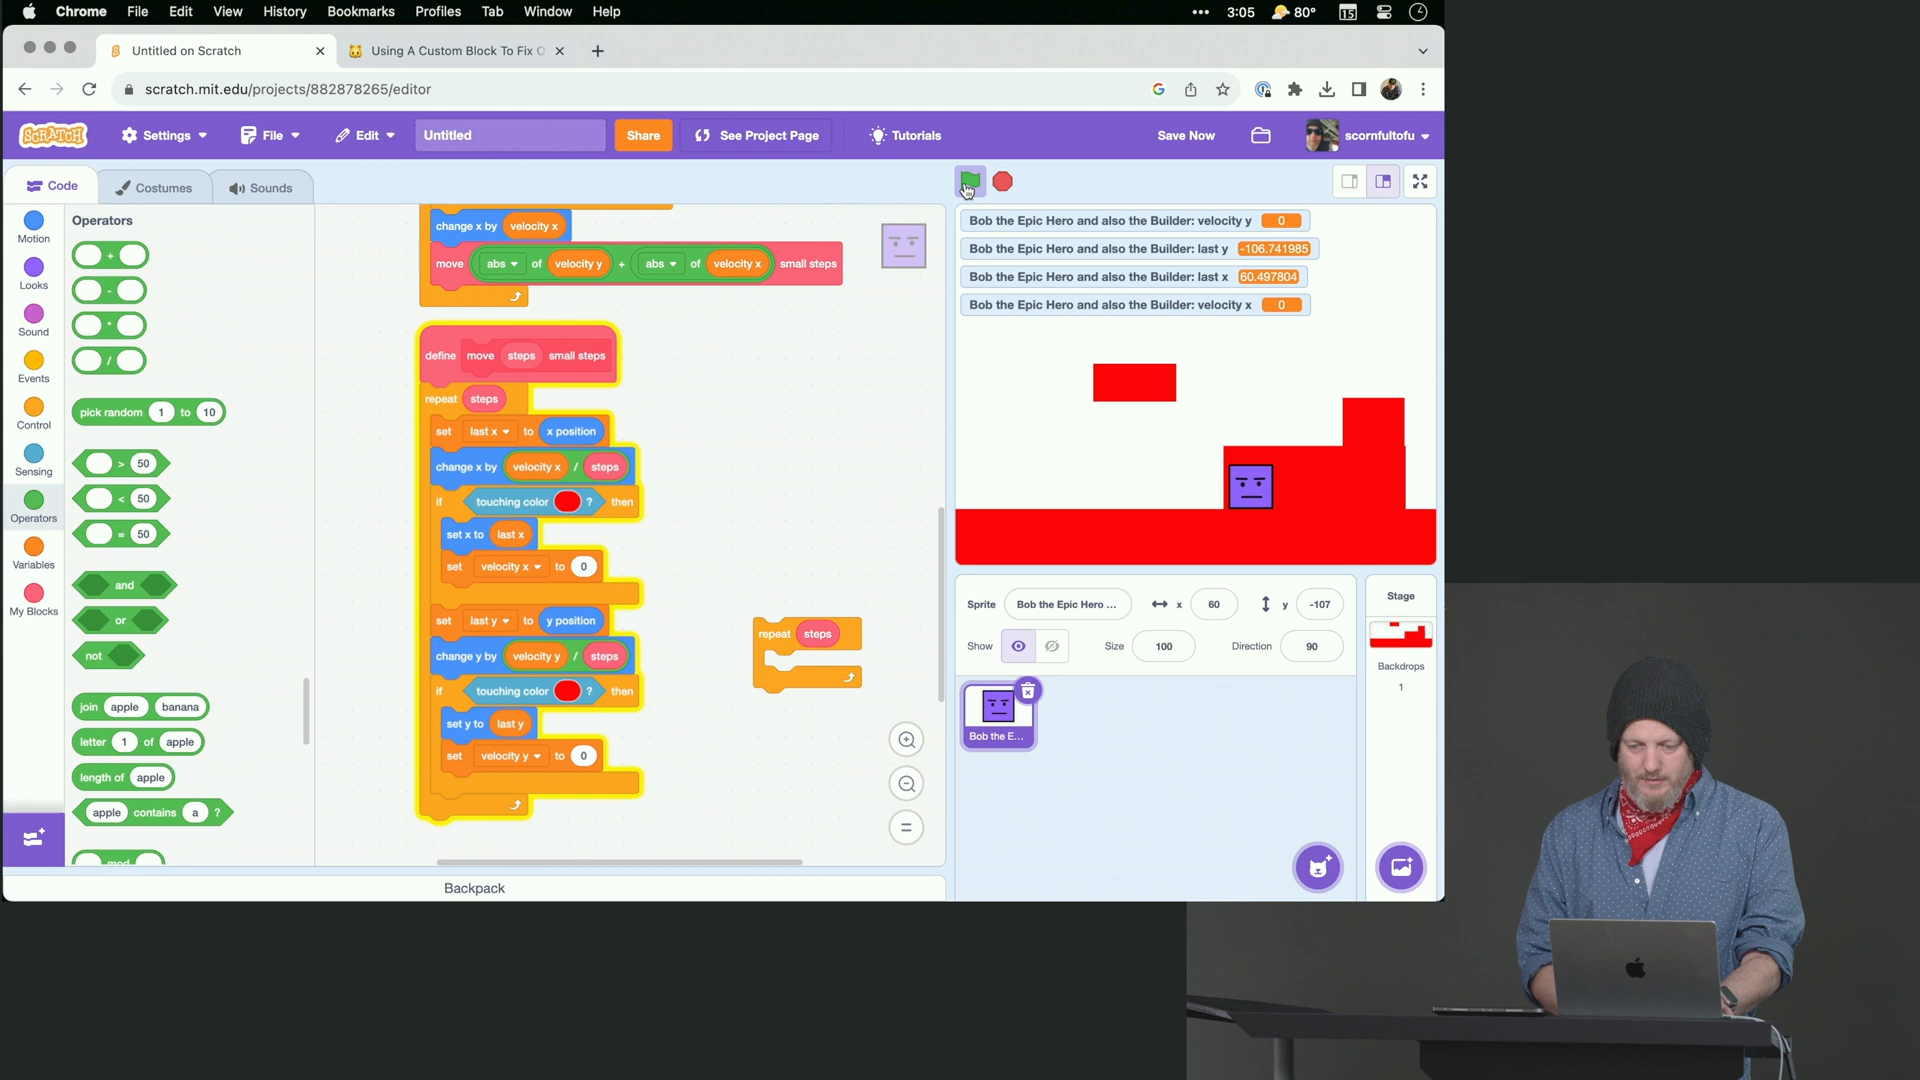 Chrome File Edit View History Bookmarks Profiles Tab Window Help ••• 3:05 80° 15
Untitled on Scratch
Using A Custom Block To Fix
scratch.mit.edu/projects/882878265/editor
SCRATCH Settings File Edit Untitled Share See Project Page Tutorials Save Now scornfultofu
Code Costumes Sounds
Motion
Looks
Sound
Events
Control
Sensing
Operators
Variables
My Blocks
Operators
+
-
*
/
pick random 1 to 10
> 50
< 50
= 50
and
or
not
join apple banana
letter 1 of apple
length of apple
apple contains a ?
mod
change x by velocity x
move abs of velocity y + abs of velocity x small steps
define move steps small steps
repeat steps
set last x to x position
change x by velocity x / steps
if touching color ? then
set x to last x
set velocity x to 0
set last y to y position
change y by velocity y / steps
if touching color ? then
set y to last y
set velocity y to 0
repeat steps
Backpack
Bob the Epic Hero and also the Builder: velocity y 0
Bob the Epic Hero and also the Builder: last y -106.741985
Bob the Epic Hero and also the Builder: last x 60.497804
Bob the Epic Hero and also the Builder: velocity x 0
Sprite Bob the Epic Hero ... x 60 y -107
Show Size 100 Direction 90
Bob the E...
Stage
Backdrops
1